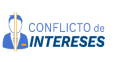 CONFLICTO de
INTERESES